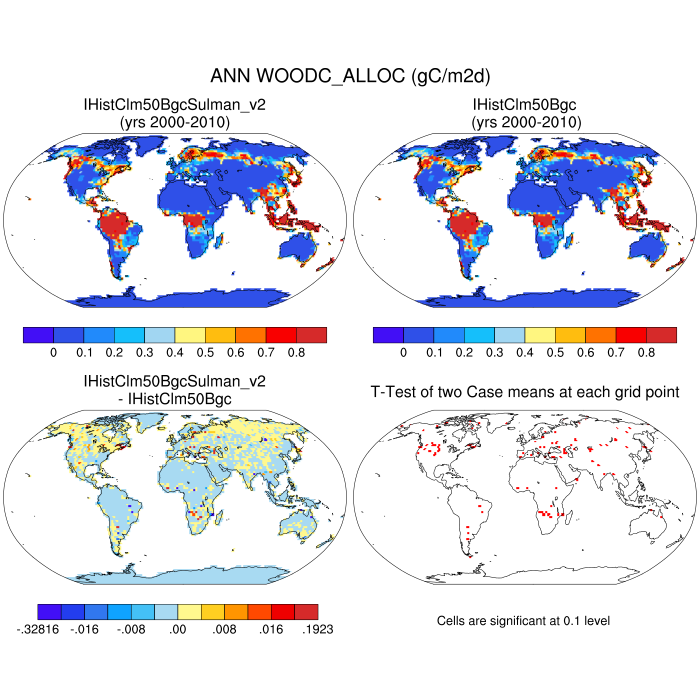 ANN WOODC_ALLOC (gC/m2d)
IHistClm50BgcSulman_v2
(yrs 2000-2010)
IHistClm50Bgc
(yrs 2000-2010)
0 0.1 0.2 0.3 0.4 0.5 0.6 0.7 0.8
0 0.1 0.2 0.3 0.4 0.5 0.6 0.7 0.8
IHistClm50BgcSulman_v2
- IHistClm50Bgc
T-Test of two Case means at each grid point
-.32816 -.016 -.008 .00 .008 .016 .1923
Cells are significant at 0.1 level